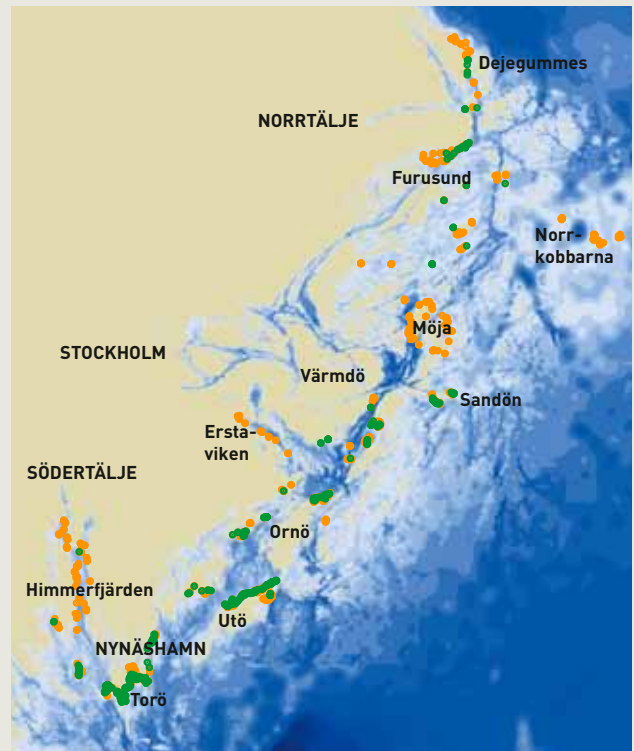 Dejegummes
NORRTÄLJE
Furusund
Norr-
kobbarna
Möja
STOCKHOLM
Värmdö
Sandön
Ersta-
viken
SÖDERTÄLJE
Ornö
Himmerfjärden
Utö
NYNÄSHAMN
Torö